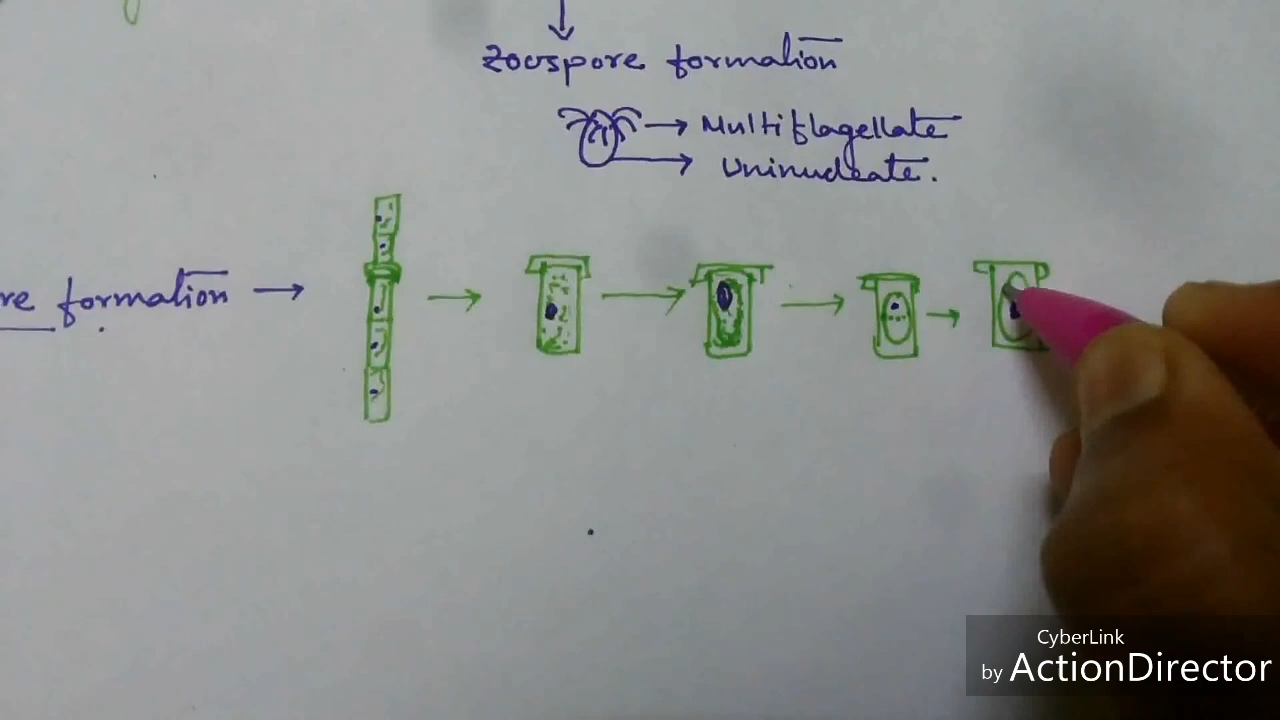 Zoospore formation
Multiflagellate
Uninucleate.
re formation
CyberLink
by ActionDirector